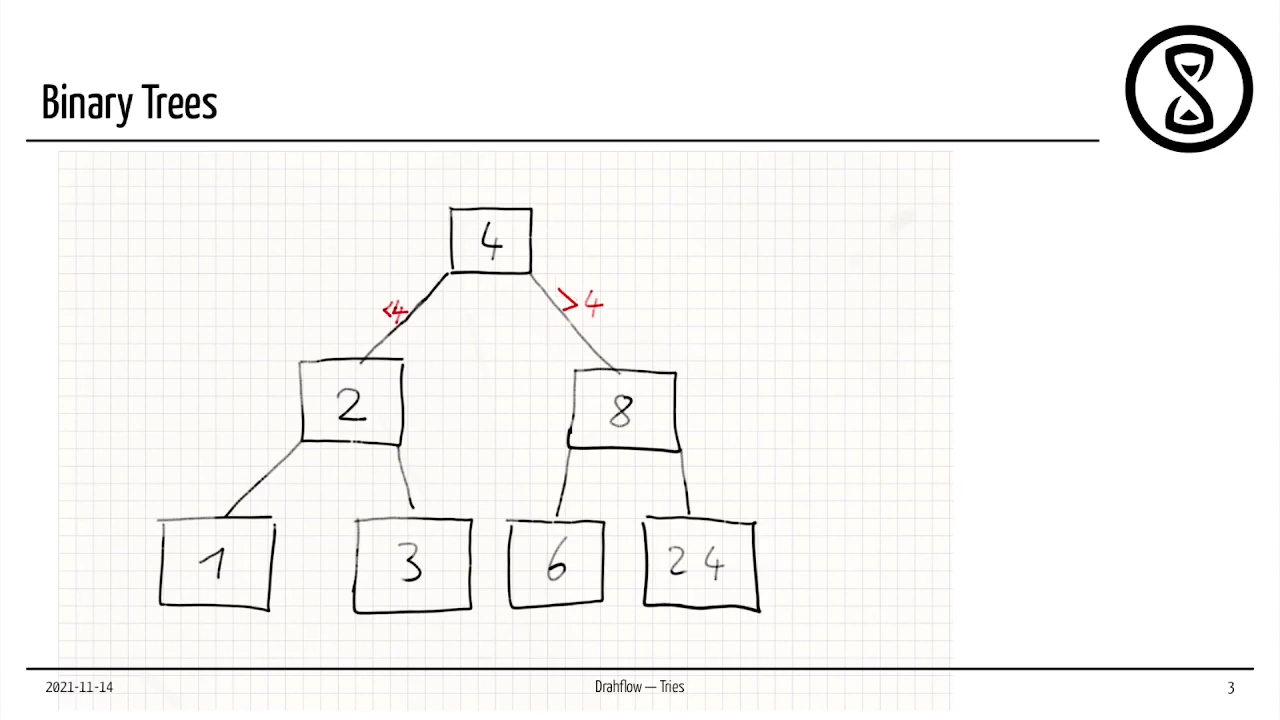 Binary Trees
4
<4 >4
2 8
1 3 6 24
2021-11-14 Drahflow — Tries 3